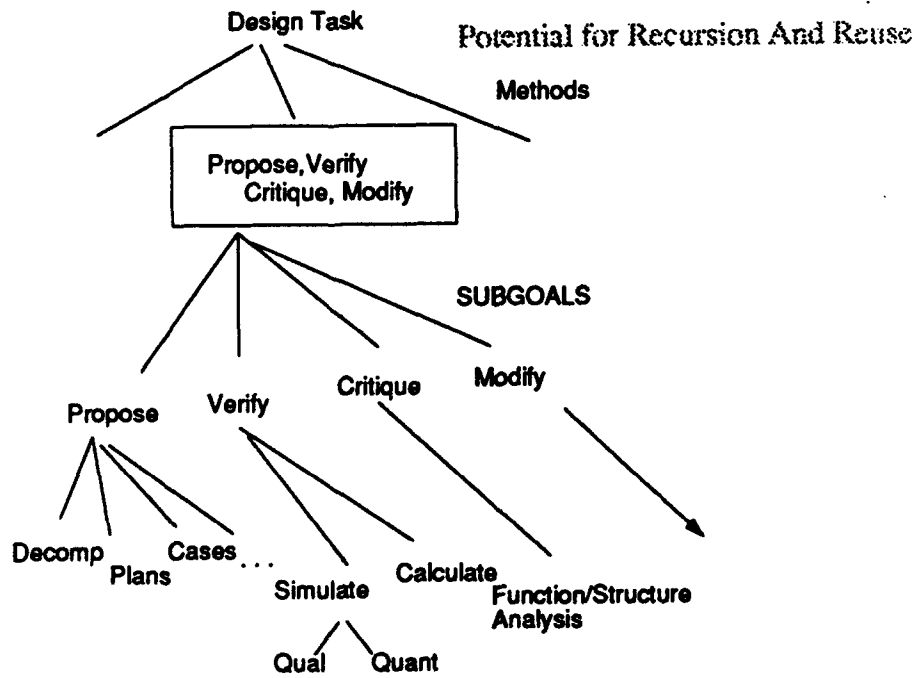 Design Task
Potential for Recursion And Reuse
Methods
Propose, Verify
Critique, Modify
SUBGOALS
Propose
Verify
Critique
Modify
Decomp
Plans
Cases
...
Simulate
Calculate
Function/Structure
Analysis
Qual
Quant